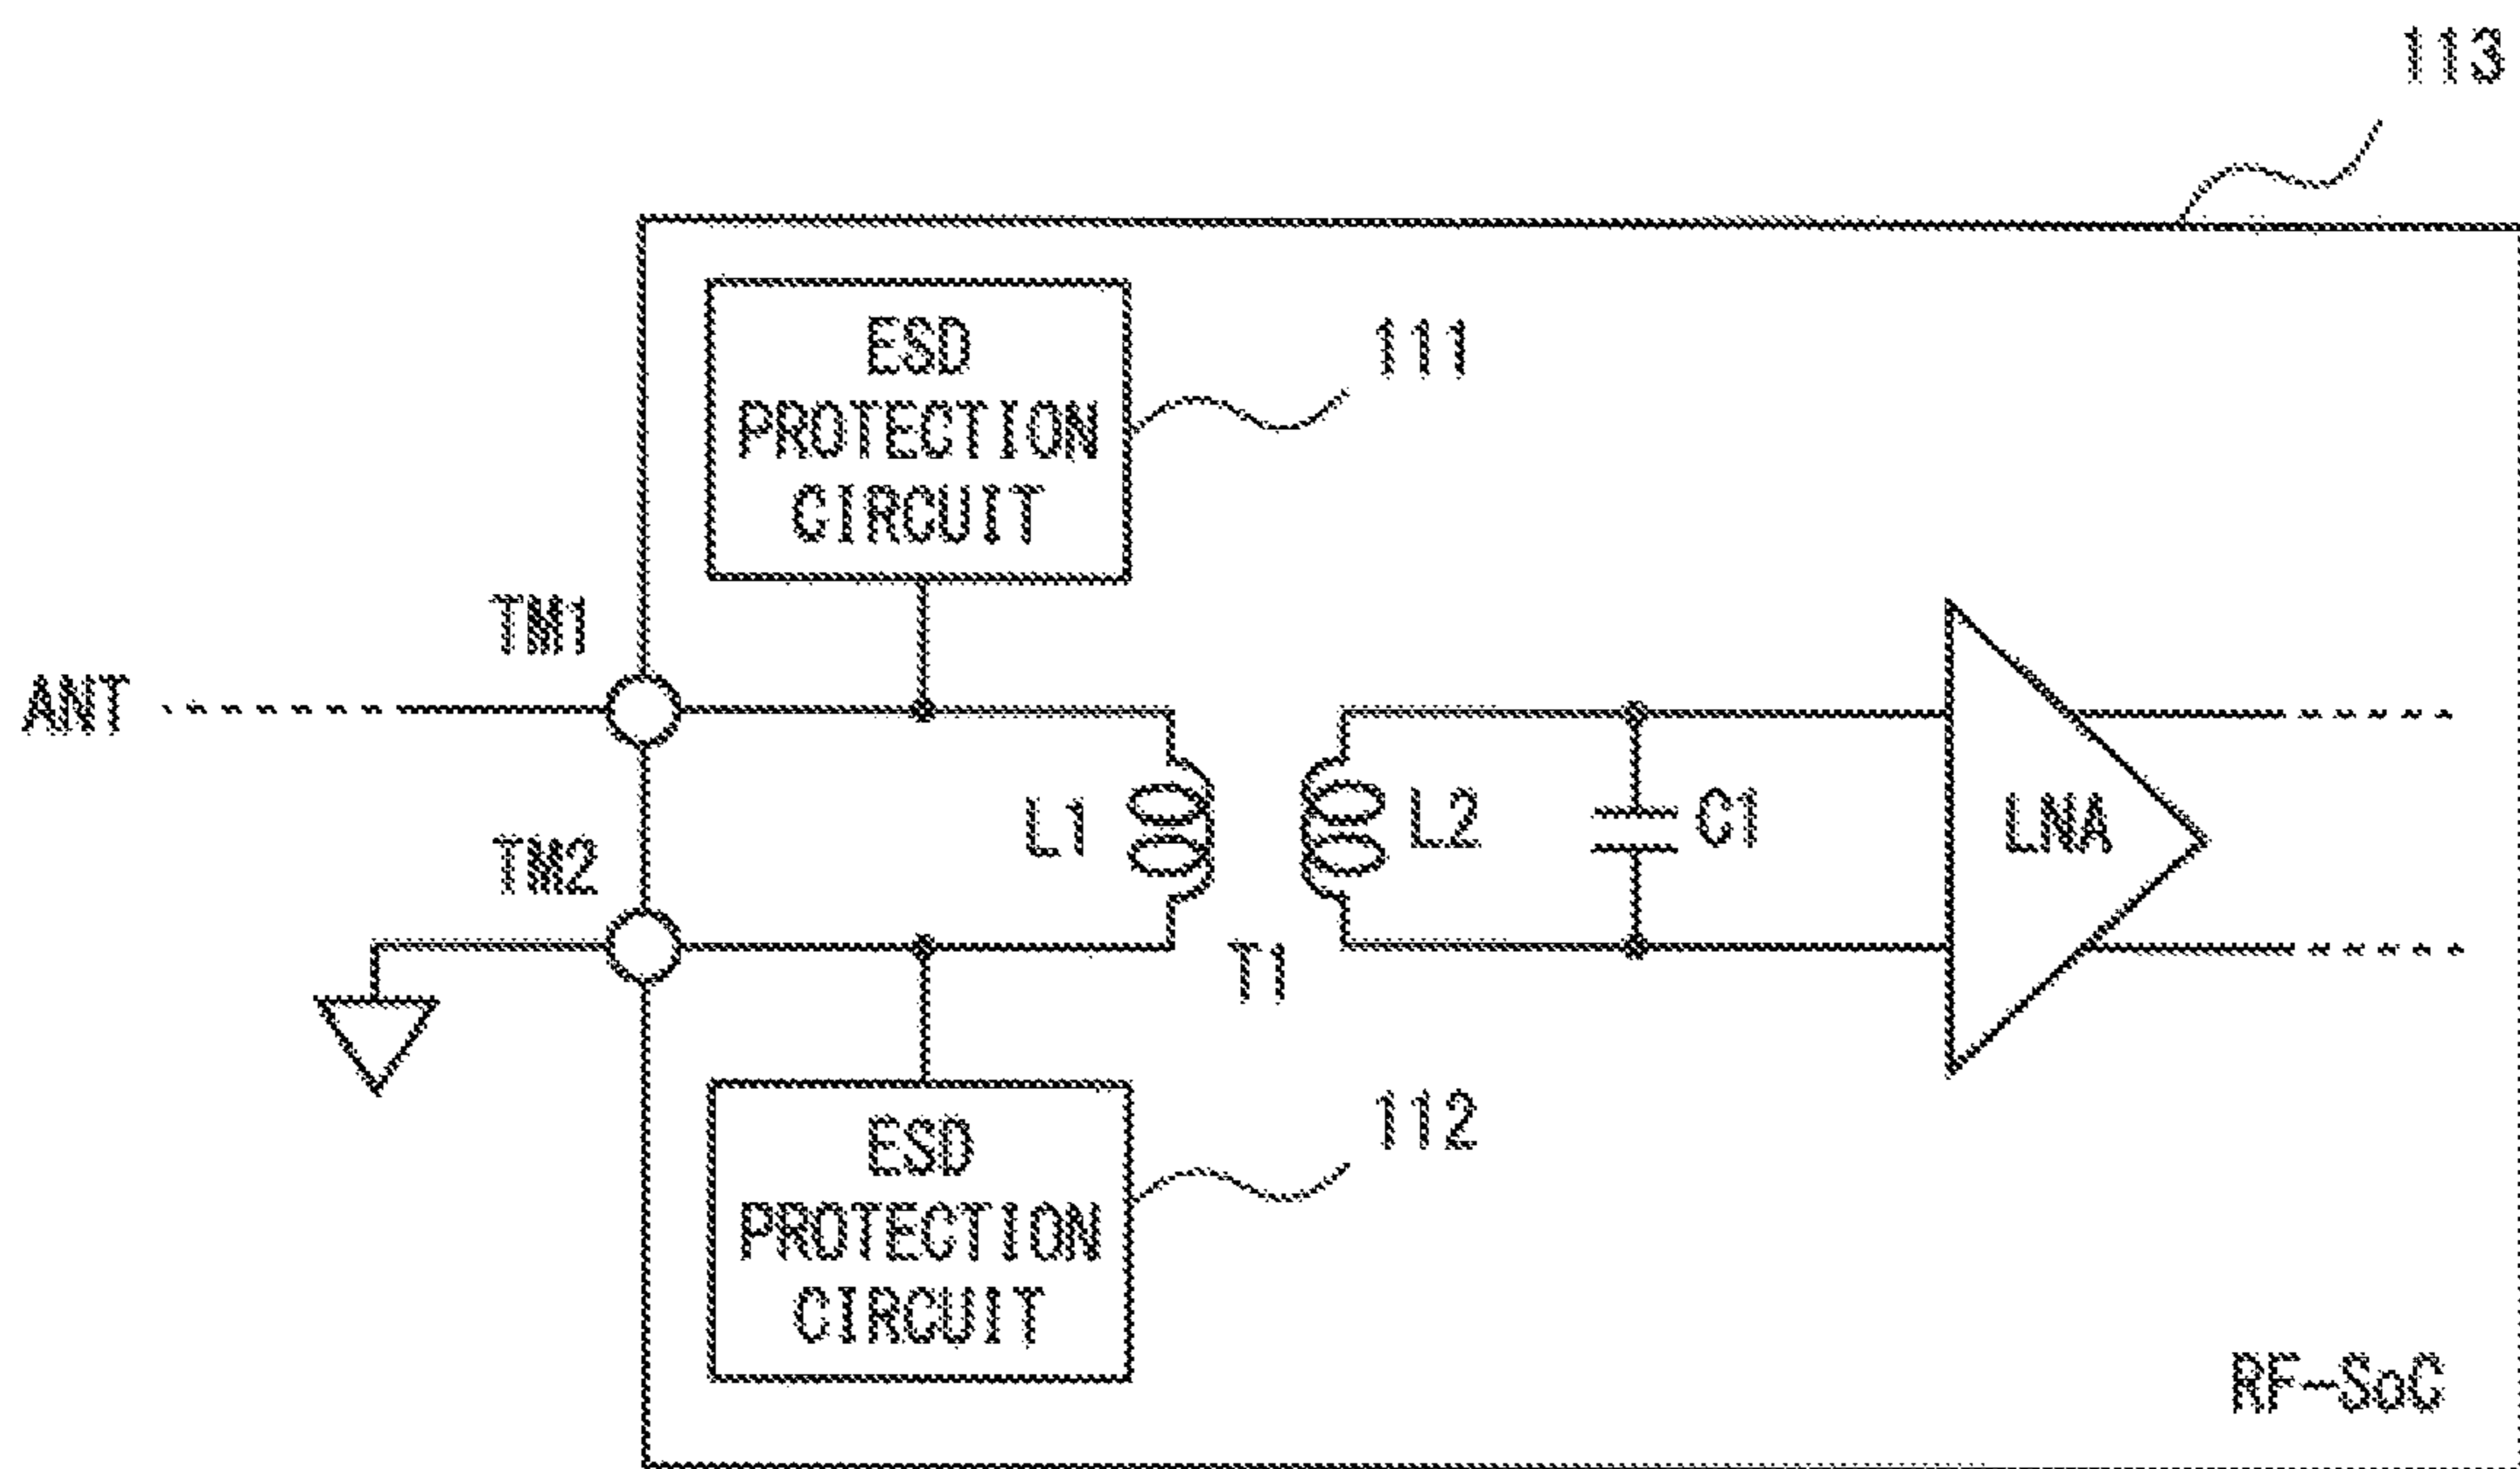 113
ESD
PROTECTION
CIRCUIT
111
TM1
ANT
L1
L2
C1
LNA
TM2
T1
112
ESD
PROTECTION
CIRCUIT
RF-SoC